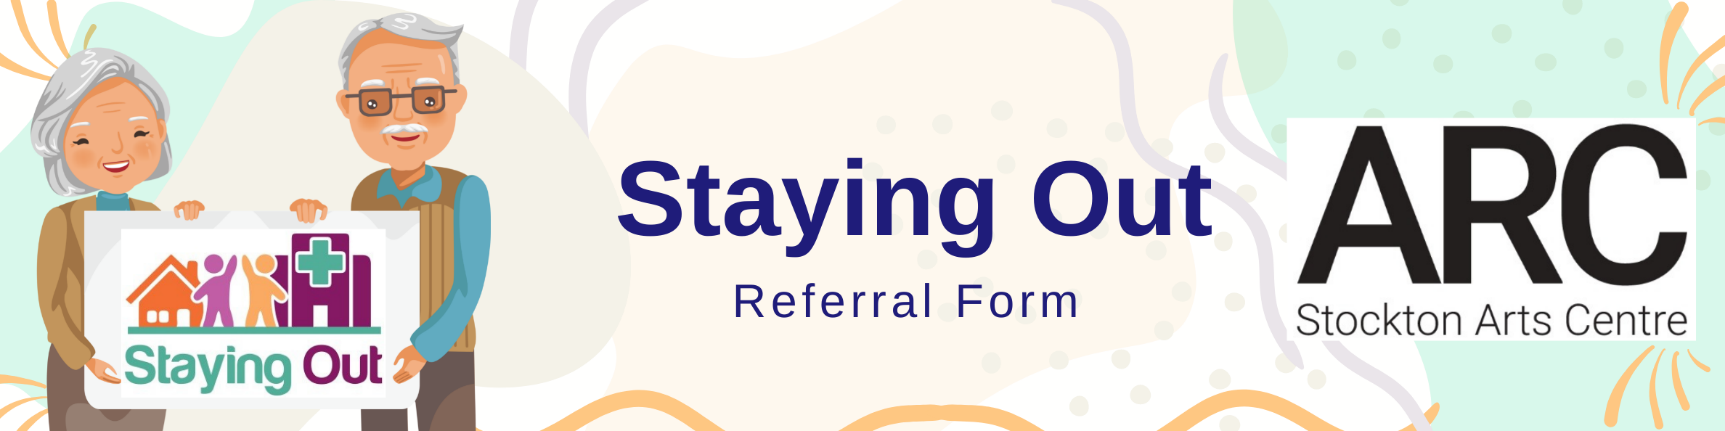 Staying Out
Staying Out
Referral Form
ARC
Stockton Arts Centre